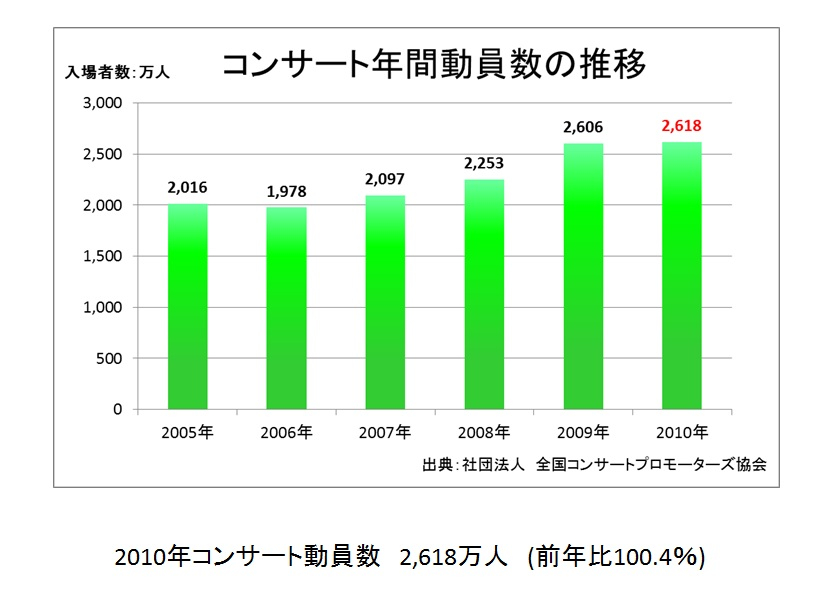 コンサート年間動員数の推移
入場者数：万人
3,000
2,500
2,000
1,500
1,000
500
0
2,016
1,978
2,097
2,253
2,606
2,618
2005年 2006年 2007年 2008年 2009年 2010年
出典：社団法人　全国コンサートプロモーターズ協会
2010年コンサート動員数　2,618万人　(前年比100.4％)